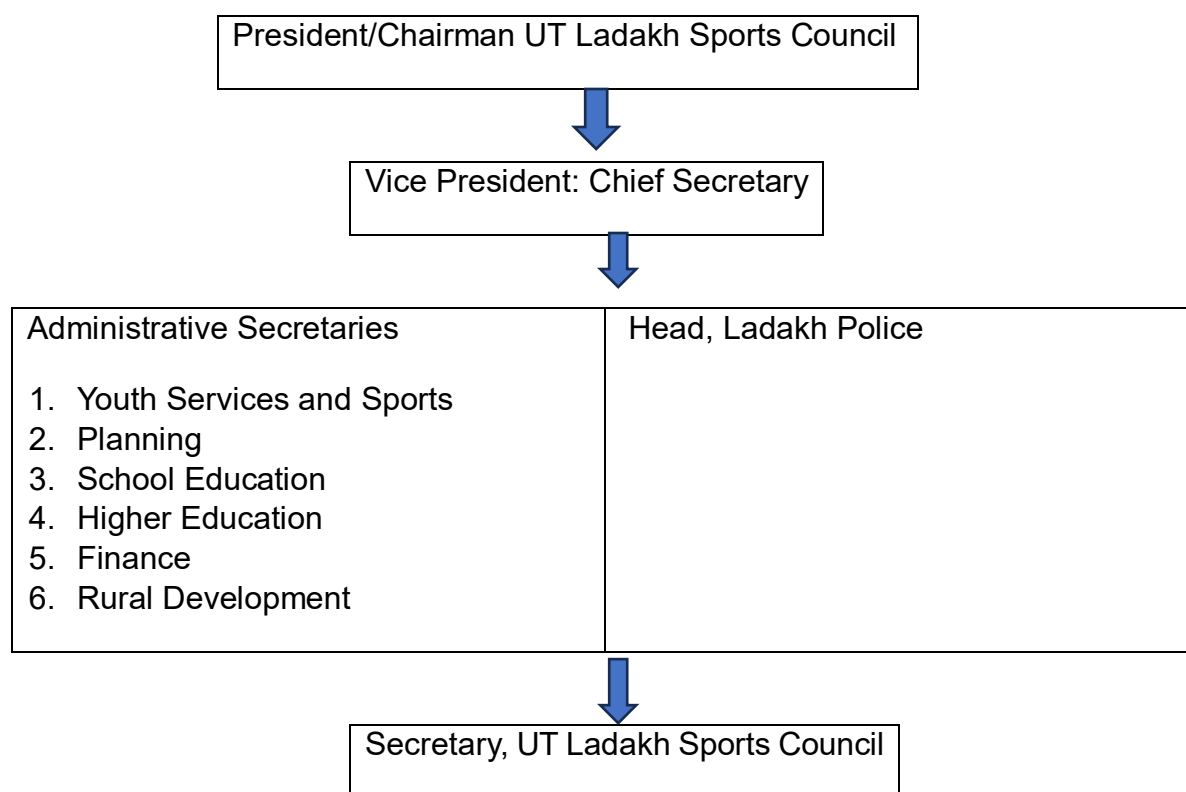 President/Chairman UT Ladakh Sports Council
Vice President: Chief Secretary
Administrative Secretaries
1. Youth Services and Sports
2. Planning
3. School Education
4. Higher Education
5. Finance
6. Rural Development
Head, Ladakh Police
Secretary, UT Ladakh Sports Council